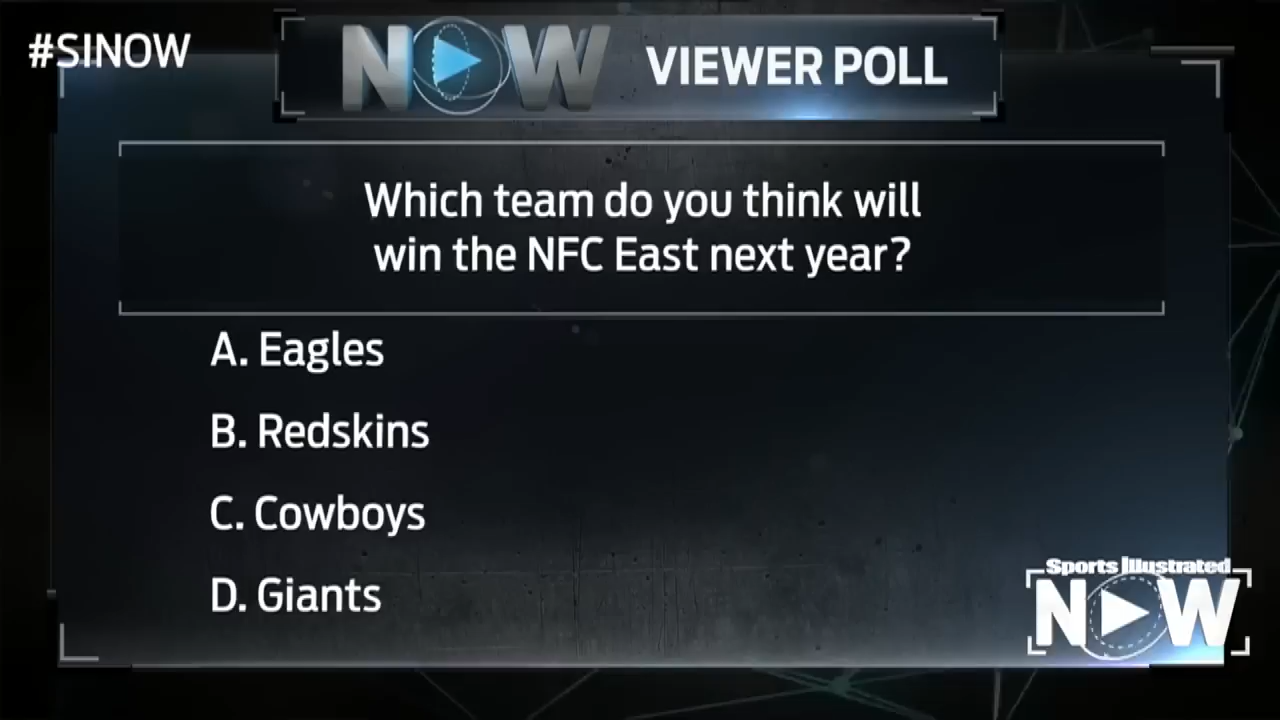 #SINOW
NOW VIEWER POLL
Which team do you think will
win the NFC East next year?
A. Eagles
B. Redskins
C. Cowboys
D. Giants
Sports Illustrated
NOW